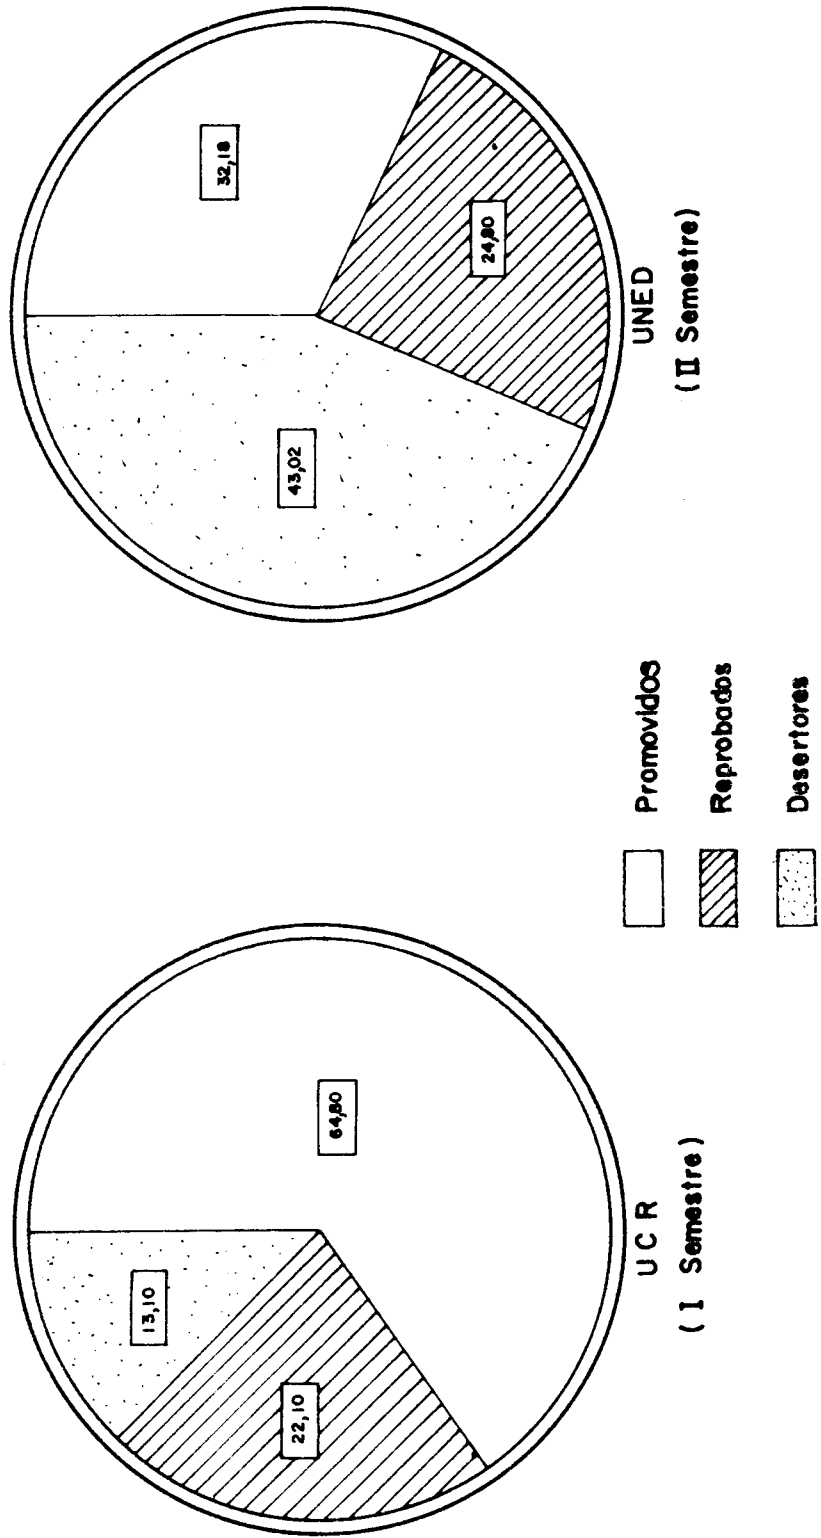 13,10
22,10
64,80
UCR
(I Semestre)
43,02
32,18
24,80
UNED
(II Semestre)
Promovidos
Reprobados
Desertores